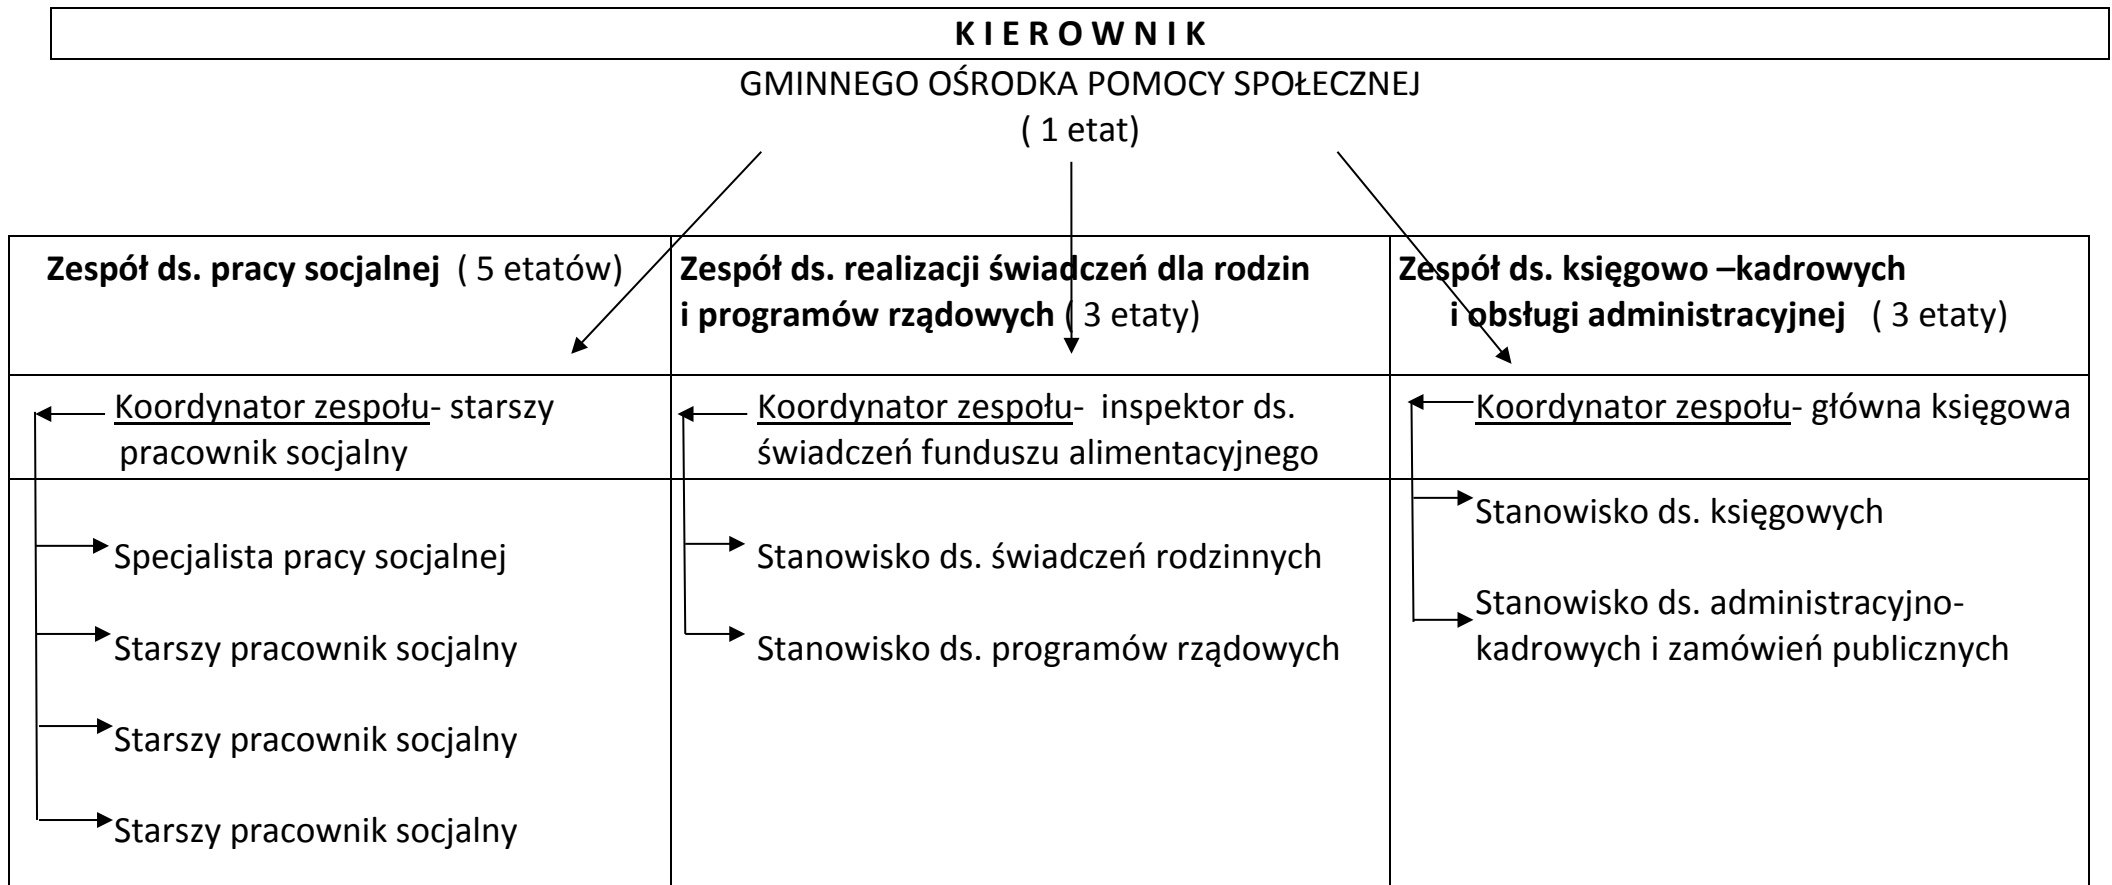 K I E R O W N I K
GMINNEGO OŚRODKA POMOCY SPOŁECZNEJ
( 1 etat)
Zespół ds. pracy socjalnej ( 5 etatów)
Zespół ds. realizacji świadczeń dla rodzin
i programów rządowych ( 3 etaty)
Zespół ds. księgowo –kadrowych
i obsługi administracyjnej ( 3 etaty)
Koordynator zespołu- starszy
pracownik socjalny
Koordynator zespołu- inspektor ds.
świadczeń funduszu alimentacyjnego
Koordynator zespołu- główna księgowa
Specjalista pracy socjalnej
Starszy pracownik socjalny
Starszy pracownik socjalny
Starszy pracownik socjalny
Stanowisko ds. świadczeń rodzinnych
Stanowisko ds. programów rządowych
Stanowisko ds. księgowych
Stanowisko ds. administracyjno-
kadrowych i zamówień publicznych